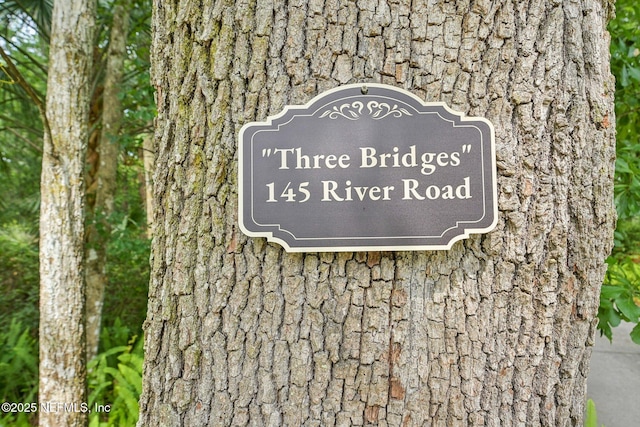 "Three Bridges"
145 River Road
©2025 NEFMLS, Inc